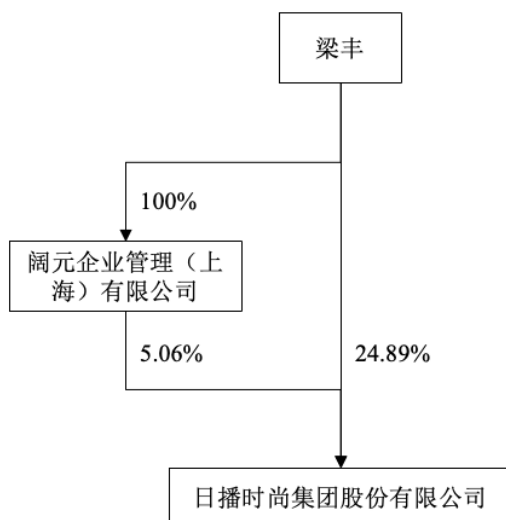 梁丰
100%
阔元企业管理（上
海）有限公司
5.06%
24.89%
日播时尚集团股份有限公司